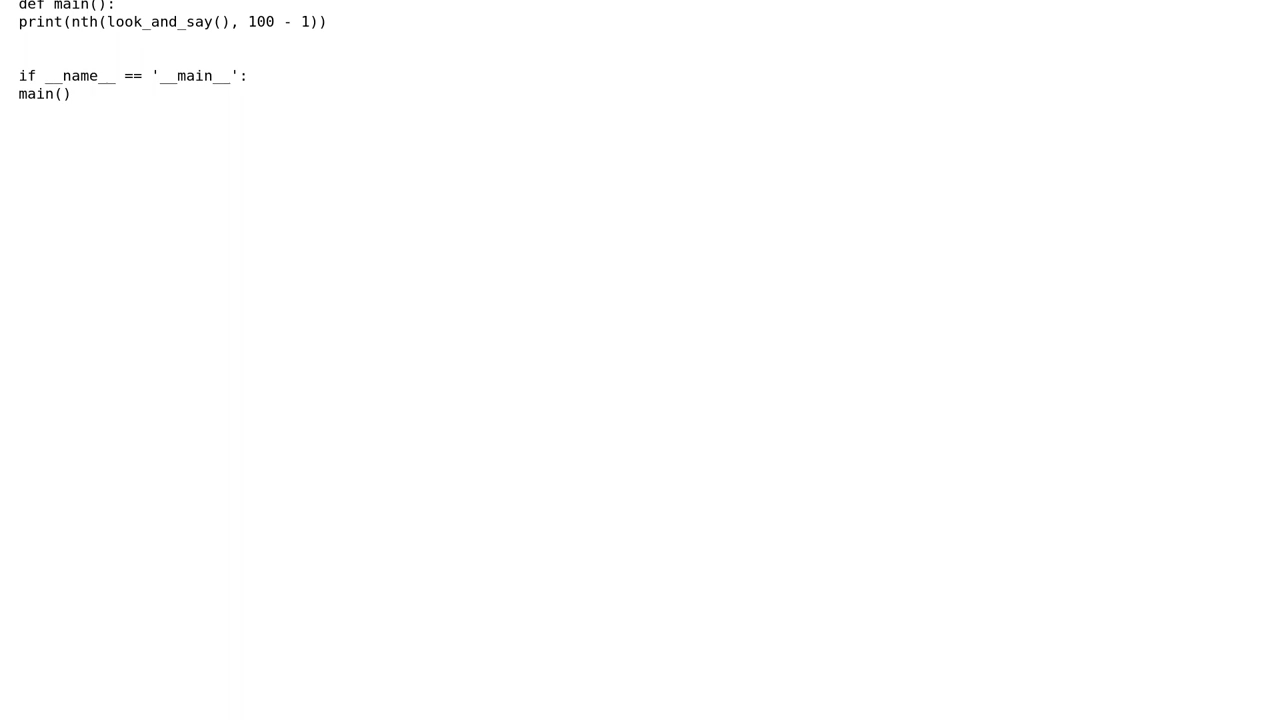 def main():
print(nth(look_and_say(), 100 - 1))
if __name__ == '__main__':
main()